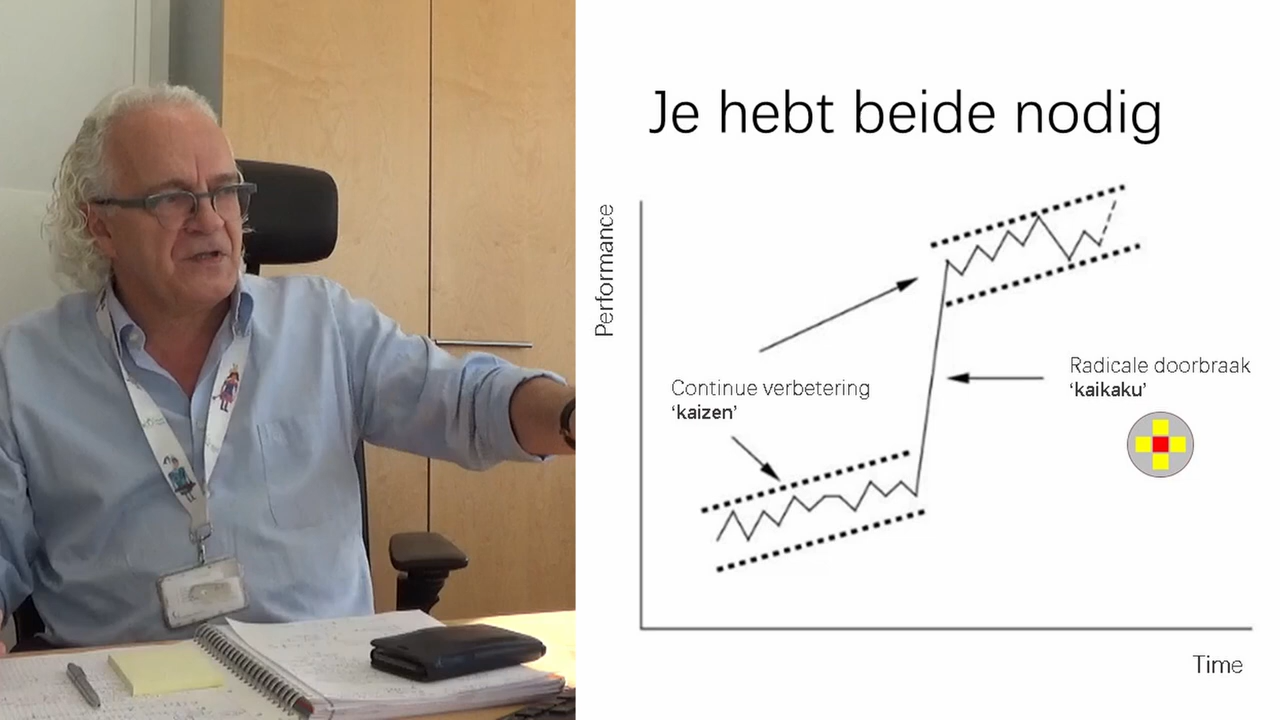 Je hebt beide nodig
Performance
Continue verbetering
‘kaizen’
Radicale doorbraak
‘kaikaku’
Time